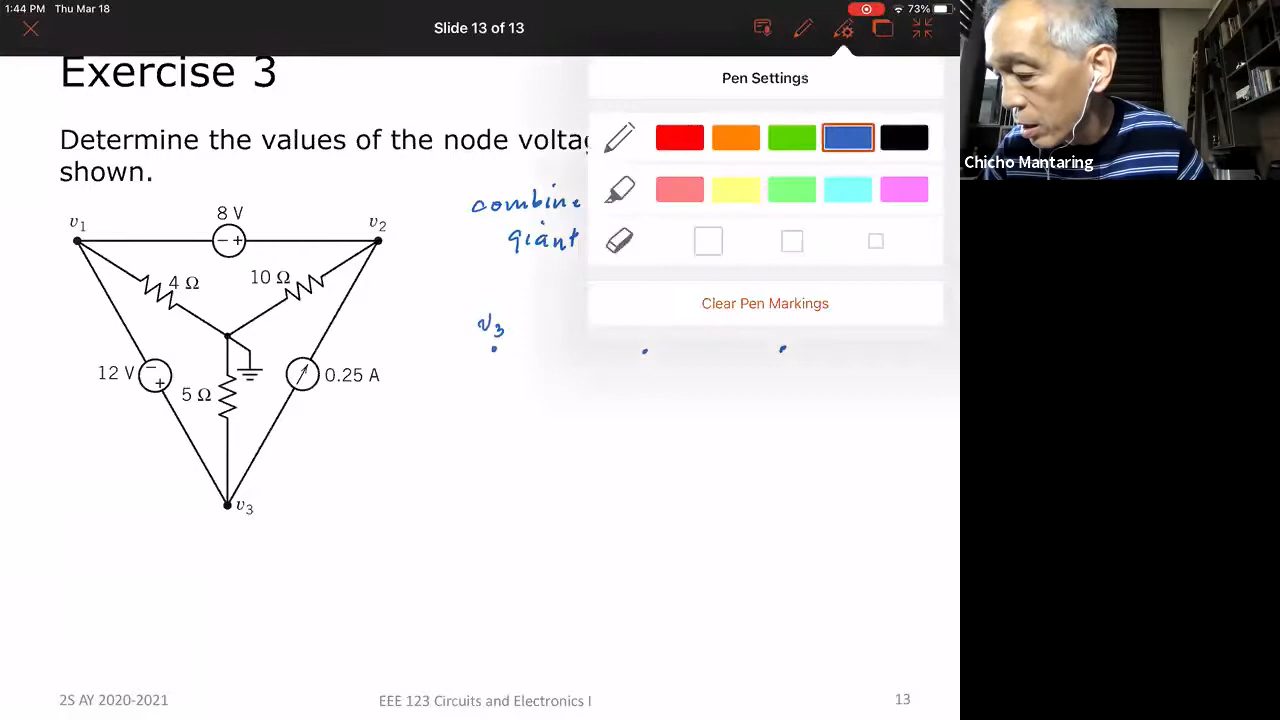 1:44 PM Thu Mar 18
73%
Slide 13 of 13
Pen Settings
Exercise 3
Determine the values of the node volta
shown.
combine
giant
Clear Pen Markings
Chicho Mantaring
8 V
v1
v2
4 Ω
10 Ω
v3
12 V
− +
− +
5 Ω
0.25 A
v3
2S AY 2020-2021
EEE 123 Circuits and Electronics I
13